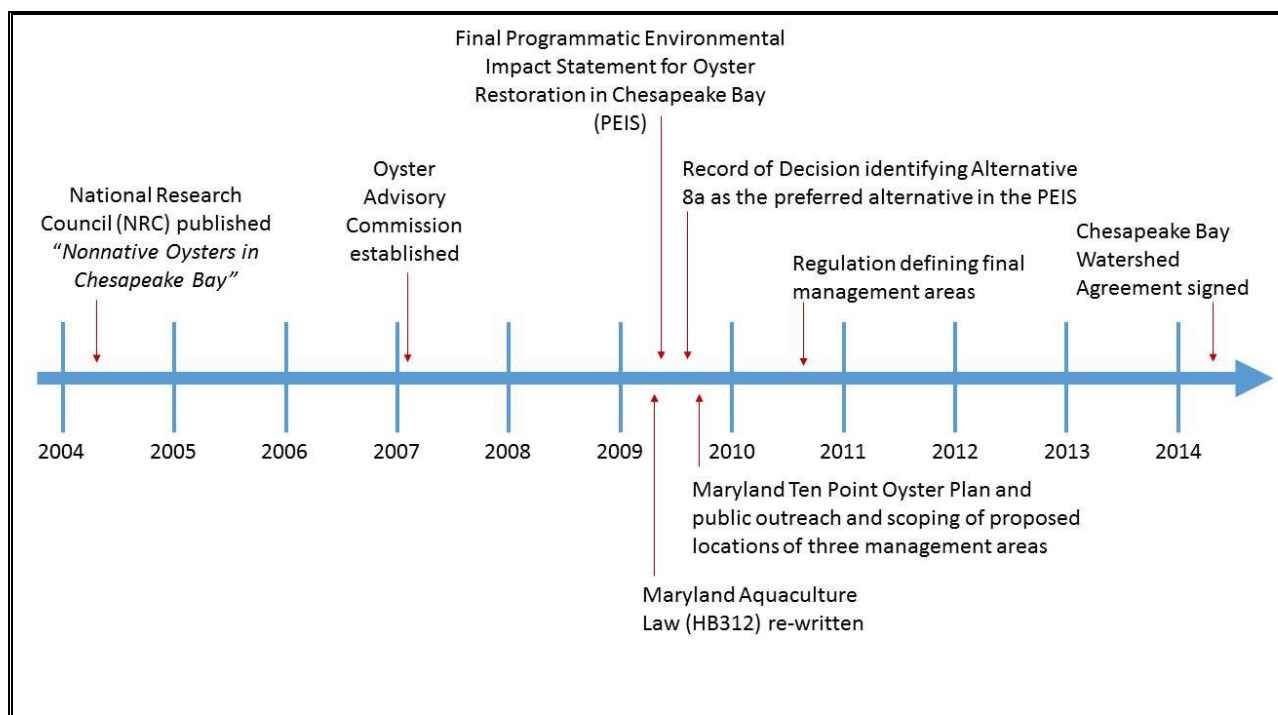 Final Programmatic Environmental
Impact Statement for Oyster
Restoration in Chesapeake Bay
(PEIS)
National Research
Council (NRC) published
“Nonnative Oysters in
Chesapeake Bay”
Oyster
Advisory
Commission
established
Record of Decision identifying Alternative
8a as the preferred alternative in the PEIS
Regulation defining final
management areas
Chesapeake Bay
Watershed
Agreement signed
2004 2005 2006 2007 2008 2009 2010 2011 2012 2013 2014
Maryland Ten Point Oyster Plan and
public outreach and scoping of proposed
locations of three management areas
Maryland Aquaculture
Law (HB312) re-written